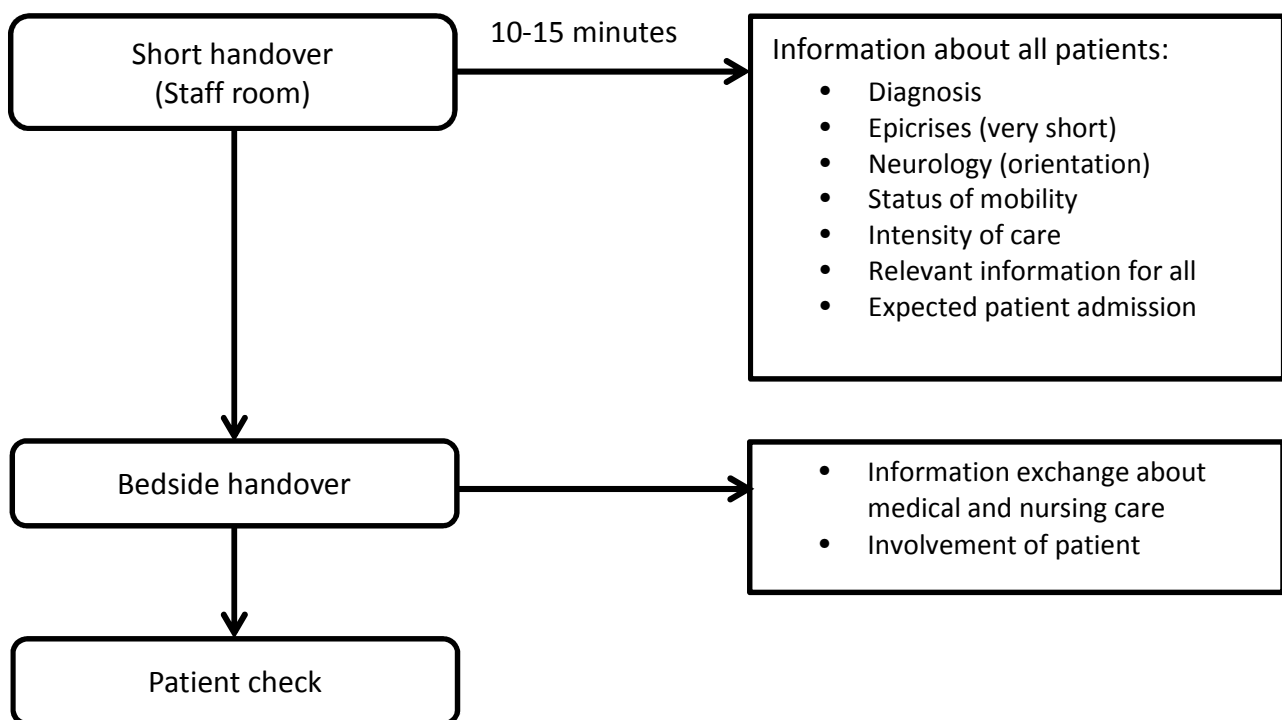 Short handover
(Staff room)
10-15 minutes
Information about all patients:
• Diagnosis
• Epicrises (very short)
• Neurology (orientation)
• Status of mobility
• Intensity of care
• Relevant information for all
• Expected patient admission
Bedside handover
• Information exchange about
medical and nursing care
• Involvement of patient
Patient check